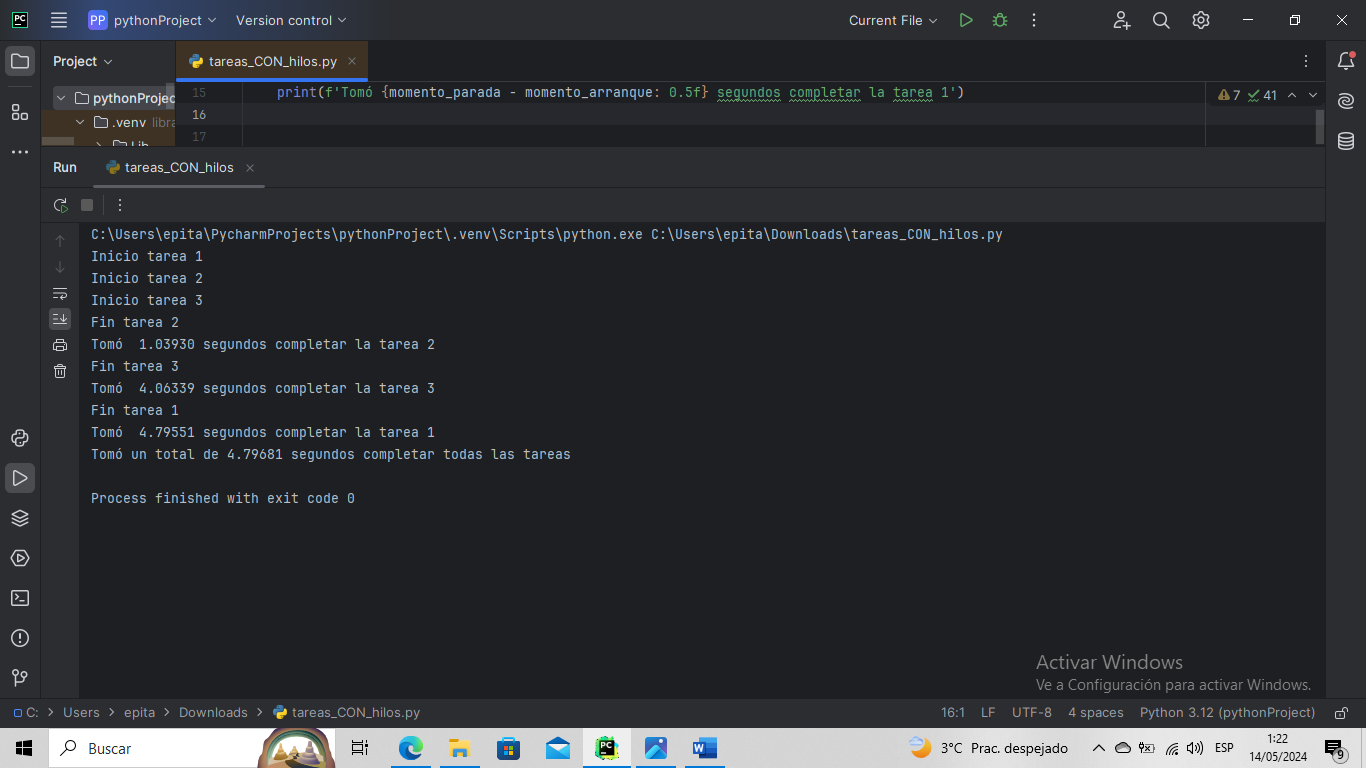 PC
PP pythonProject Version control Current File
Project
tareas_CON_hilos.py
pythonProjec
.venv libra
Lib
15 print(f'Tomó {momento_parada - momento_arranque: 0.5f} segundos completar la tarea 1')
7 41
16
17
Run tareas_CON_hilos
C:\Users\epita\PycharmProjects\pythonProject\.venv\Scripts\python.exe C:\Users\epita\Downloads\tareas_CON_hilos.py
Inicio tarea 1
Inicio tarea 2
Inicio tarea 3
Fin tarea 2
Tomó  1.03930 segundos completar la tarea 2
Fin tarea 3
Tomó  4.06339 segundos completar la tarea 3
Fin tarea 1
Tomó  4.79551 segundos completar la tarea 1
Tomó un total de 4.79681 segundos completar todas las tareas
Process finished with exit code 0
Activar Windows
Ve a Configuración para activar Windows.
C: > Users > epita > Downloads > tareas_CON_hilos.py
16:1 LF UTF-8 4 spaces Python 3.12 (pythonProject)
Buscar
PC
W
3°C Prac. despejado
ESP
1:22
14/05/2024
9